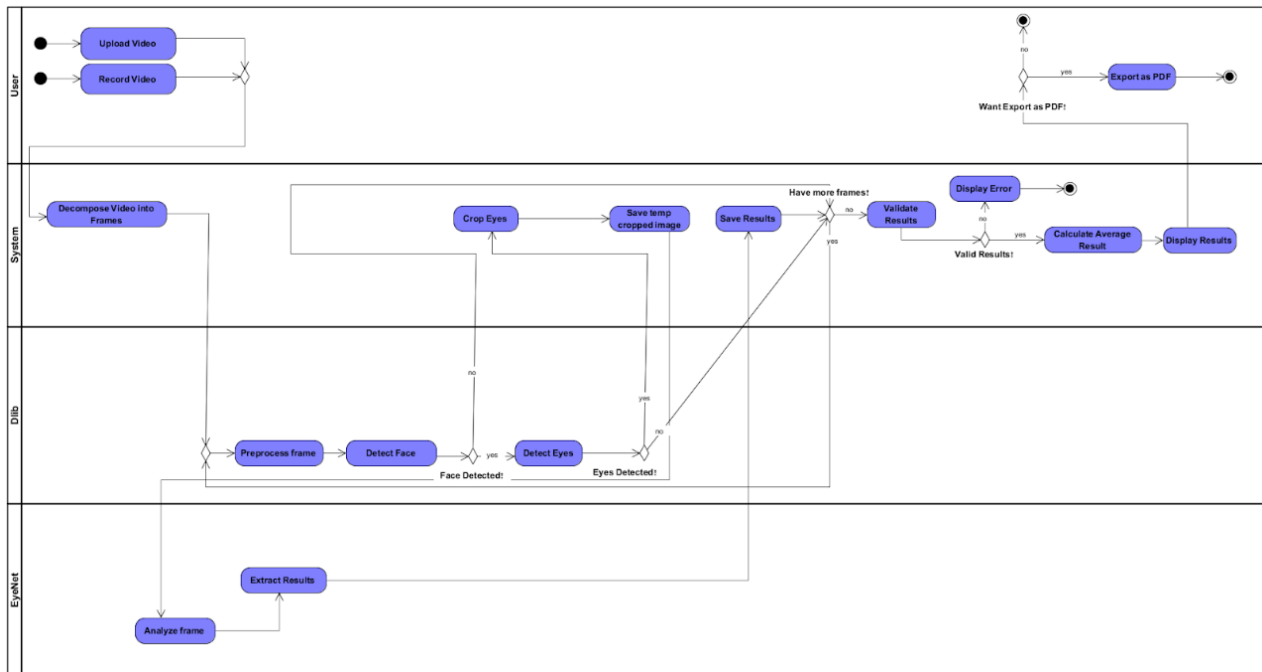 User
Upload Video
Record Video
no
yes
Export as PDF
Want Export as PDF!
System
Decompose Video into
Frames
Crop Eyes
Save temp
cropped image
Save Results
Have more frames!
no
yes
Validate
Results
Display Error
no
yes
Valid Results!
Calculate Average
Result
Display Results
Dlib
Preprocess frame
Detect Face
no
yes
Face Detected!
Detect Eyes
yes
no
Eyes Detected!
EyeNet
Extract Results
Analyze frame